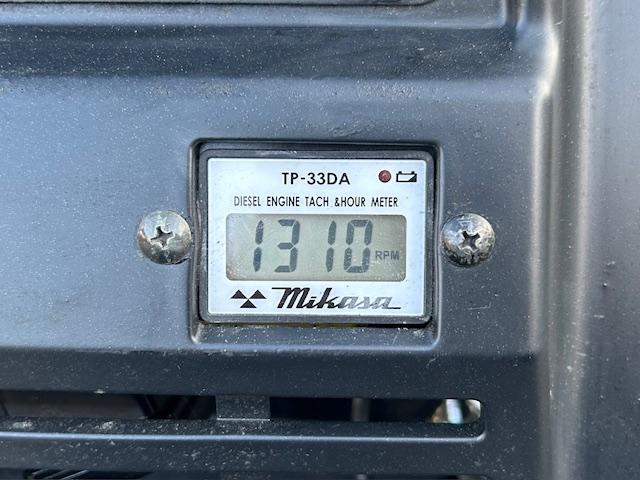 TP-33DA
DIESEL ENGINE TACH &HOUR METER
1310 RPM
Mikasa